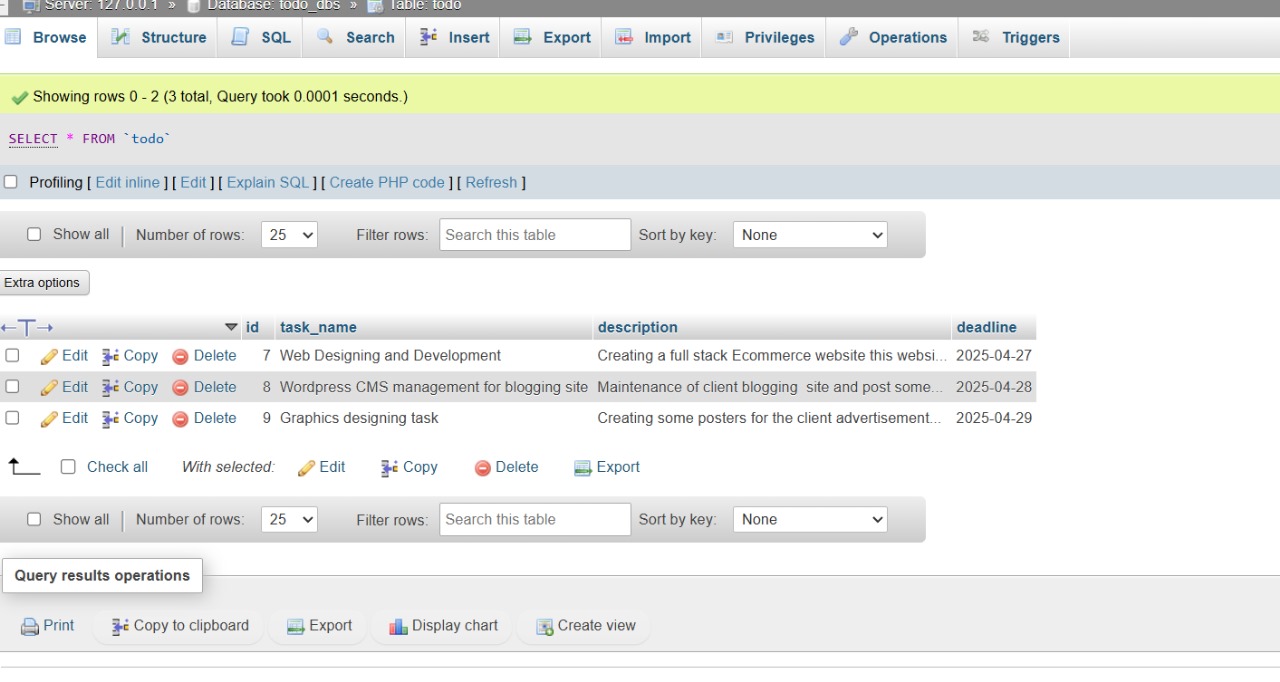 Server: 127.0.0.1 » Database: todo_dbs » Table: todo
Browse Structure SQL Search Insert Export Import Privileges Operations Triggers
Showing rows 0 - 2 (3 total, Query took 0.0001 seconds.)
SELECT * FROM `todo`
Profiling [ Edit inline ] [ Edit ] [ Explain SQL ] [ Create PHP code ] [ Refresh ]
Show all | Number of rows: 25 Filter rows: Search this table Sort by key: None
Extra options
←T→ id task_name description deadline
Edit Copy Delete 7 Web Designing and Development Creating a full stack Ecommerce website this websi... 2025-04-27
Edit Copy Delete 8 Wordpress CMS management for blogging site Maintenance of client blogging site and post some... 2025-04-28
Edit Copy Delete 9 Graphics designing task Creating some posters for the client advertisement... 2025-04-29
Check all With selected: Edit Copy Delete Export
Show all | Number of rows: 25 Filter rows: Search this table Sort by key: None
Query results operations
Print Copy to clipboard Export Display chart Create view